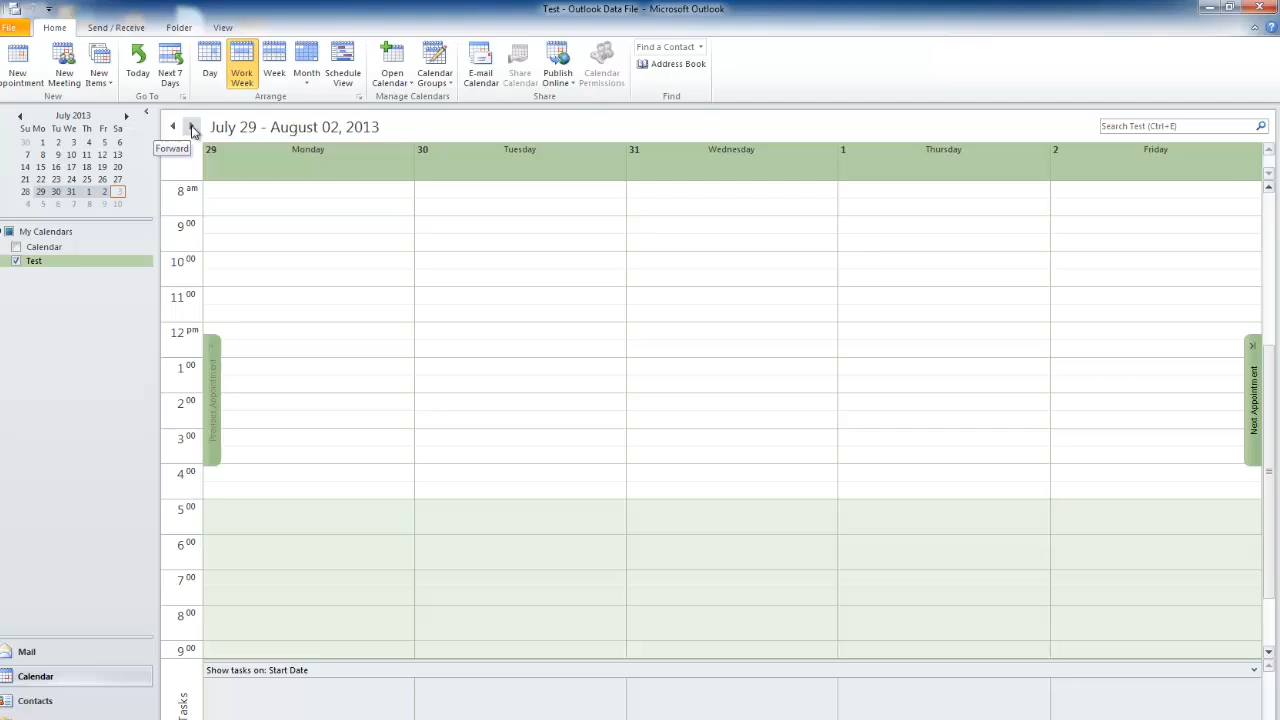 Test - Outlook Data File - Microsoft Outlook
File Home Send / Receive Folder View
New Appointment New Meeting New Items Today Next 7 Days Day Work Week Week Month Schedule View Open Calendar Calendar Groups E-mail Calendar Share Calendar Publish Online Calendar Permissions Find a Contact
Address Book
New Go To Arrange Manage Calendars Share Find
July 2013
Su Mo Tu We Th Fr Sa
30 1 2 3 4 5 6
7 8 9 10 11 12 13
14 15 16 17 18 19 20
21 22 23 24 25 26 27
28 29 30 31 1 2 3
4 5 6 7 8 9 10
My Calendars
Calendar
Test
Mail
Calendar
Contacts
July 29 - August 02, 2013
Search Test (Ctrl+E)
Forward
29 Monday 30 Tuesday 31 Wednesday 1 Thursday 2 Friday
8 am
9 00
10 00
11 00
12 pm
1 00
2 00
3 00
4 00
5 00
6 00
7 00
8 00
9 00
Previous Appointment
Next Appointment
Show tasks on: Start Date
Tasks